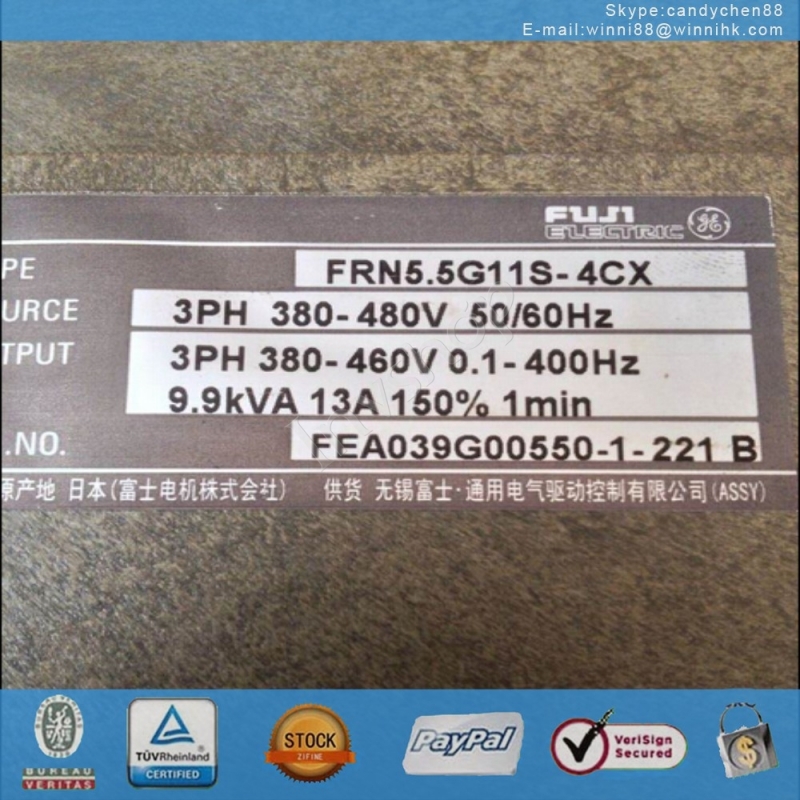 Skype:candychen88
E-mail:winni88@winnihk.com
FUJI
ELECTRIC GE
PE FRN5.5G11S-4CX
URCE 3PH 380-480V 50/60Hz
TPUT 3PH 380-460V 0.1-400Hz
9.9kVA 13A 150% 1min
.NO. FEA039G00550-1-221 B
原产地 日本(富士电机株式会社) 供货 无锡富士·通用电气驱动控制有限公司(ASSY)
BUREAU
VERITAS
TÜVRheinland
CERTIFIED
STOCK
ZIFINE
PayPal
VeriSign
Secured
$